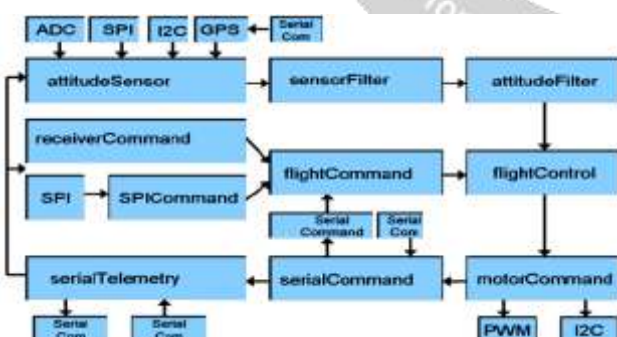 ADC SPI I2C GPS Serial
Com
attitudeSensor sensorFilter attitudeFilter
receiverCommand
flightCommand flightControl
SPI SPICommand
Serial
Command
Serial
Com
serialTelemetry serialCommand motorCommand
Serial
Com
Serial
Com
PWM I2C